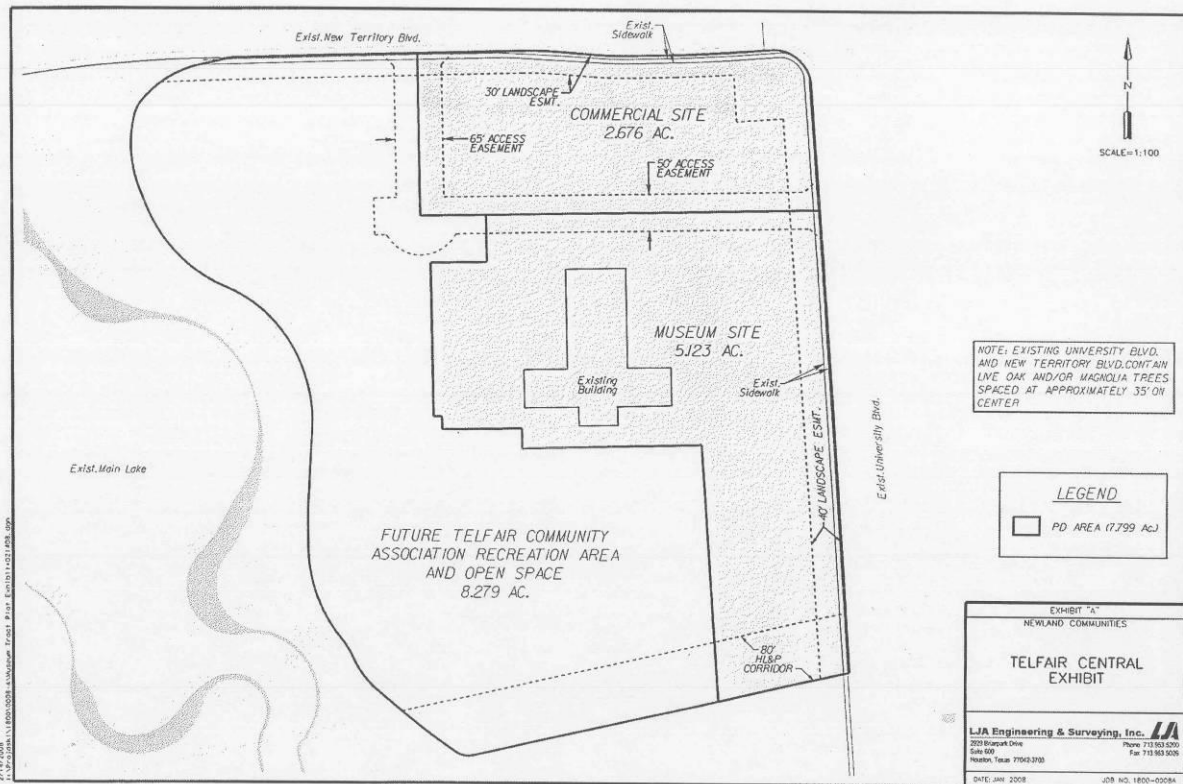 Exist. New Territory Blvd.
Exist.
Sidewalk
30' LANDSCAPE
ESMT.
COMMERCIAL SITE
2.676 AC.
65' ACCESS
EASEMENT
50' ACCESS
EASEMENT
N
SCALE=1:100
MUSEUM SITE
5.123 AC.
Existing
Building
Exist.
Sidewalk
40' LANDSCAPE ESMT.
Exist. University Blvd.
NOTE: EXISTING UNIVERSITY BLVD.
AND NEW TERRITORY BLVD. CONTAIN
LIVE OAK AND/OR MAGNOLIA TREES
SPACED AT APPROXIMATELY 35' ON
CENTER
Exist. Main Lake
LEGEND
PD AREA (7.799 Ac.)
FUTURE TELFAIR COMMUNITY
ASSOCIATION RECREATION AREA
AND OPEN SPACE
8.279 AC.
80'
HL&P
CORRIDOR
EXHIBIT "A"
NEWLAND COMMUNITIES
TELFAIR CENTRAL
EXHIBIT
LJA Engineering & Surveying, Inc. LJA
2929 Briarpark Drive Phone 713.953.5200
Suite 600 Fax 713.953.5026
Houston, Texas 77042-3703
DATE: JAN 2008 JOB NO. 1800-0008A